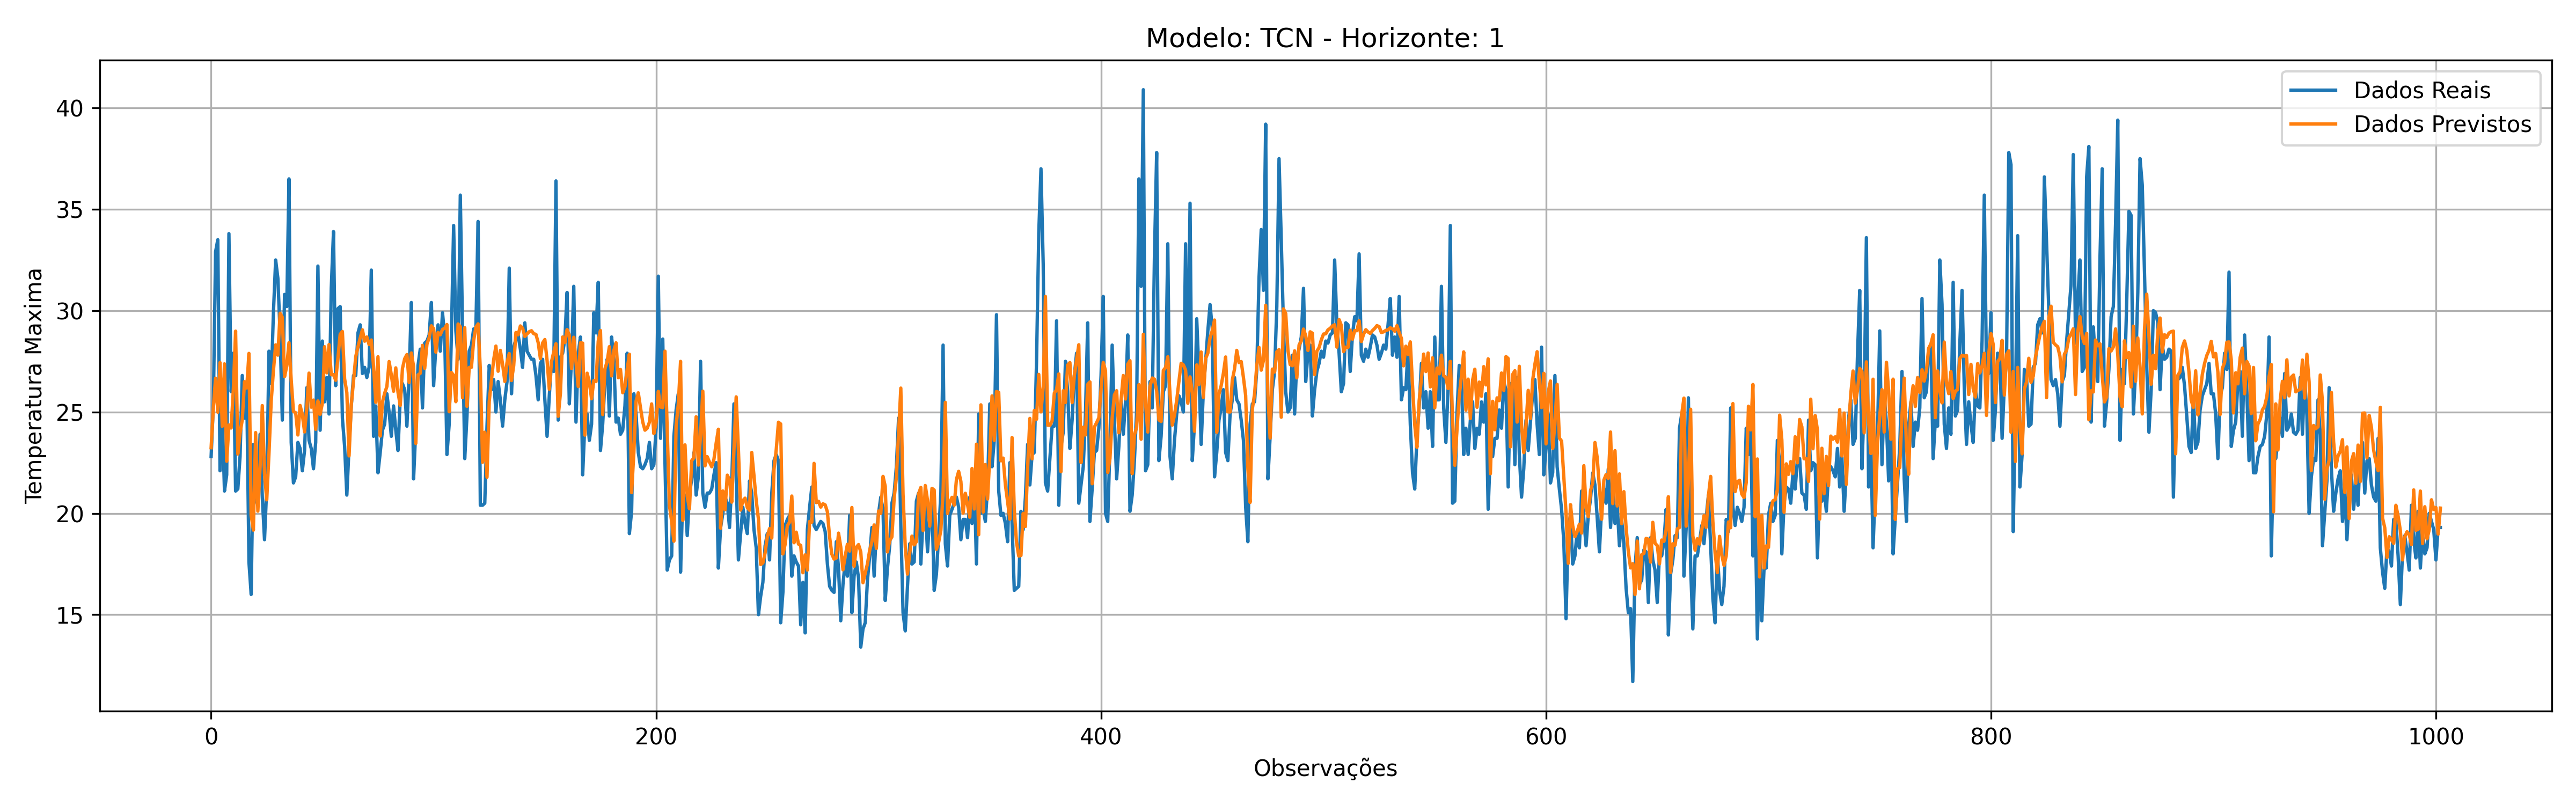 Modelo: TCN - Horizonte: 1
Dados Reais
Dados Previstos
Temperatura Maxima
40
35
30
25
20
15
0
200
400
600
800
1000
Observações